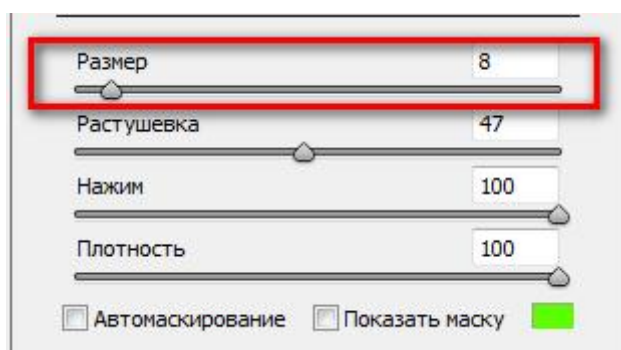 Размер 8
Растушевка 47
Нажим 100
Плотность 100
Автомаскирование Показать маску